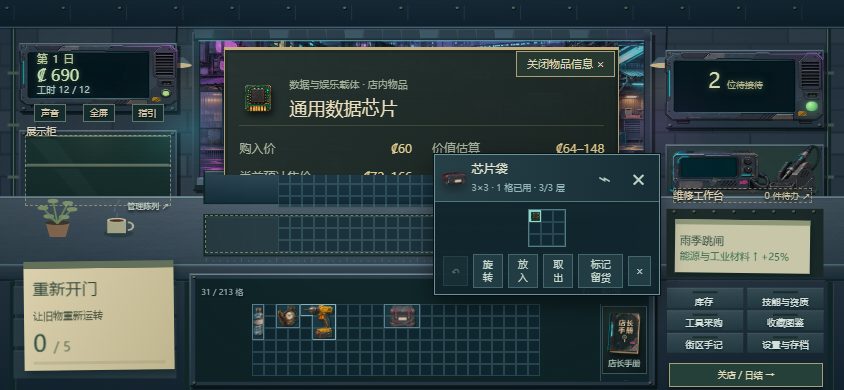 第 1 日
₡ 690
工时 12 / 12
声音
全屏
指引
展示柜
管理陈列 ↗
重新开门
让旧物重新运转
0 / 5
关闭物品信息 ×
数据与娱乐载体 · 店内物品
通用数据芯片
购入价
₡60
价值估算
₡64–148
芯片袋
3×3 · 1 格已用 · 3/3 层
旋转
放入
取出
标记留货
×
31 / 213 格
店长手册
店长手册
2 位待接待
维修工作台
0 件待办 ↗
雨季跳闸
能源与工业材料 ↑ +25%
库存
技能与资质
工具采购
收藏图鉴
街区手记
设置与存档
关店 / 日结 →